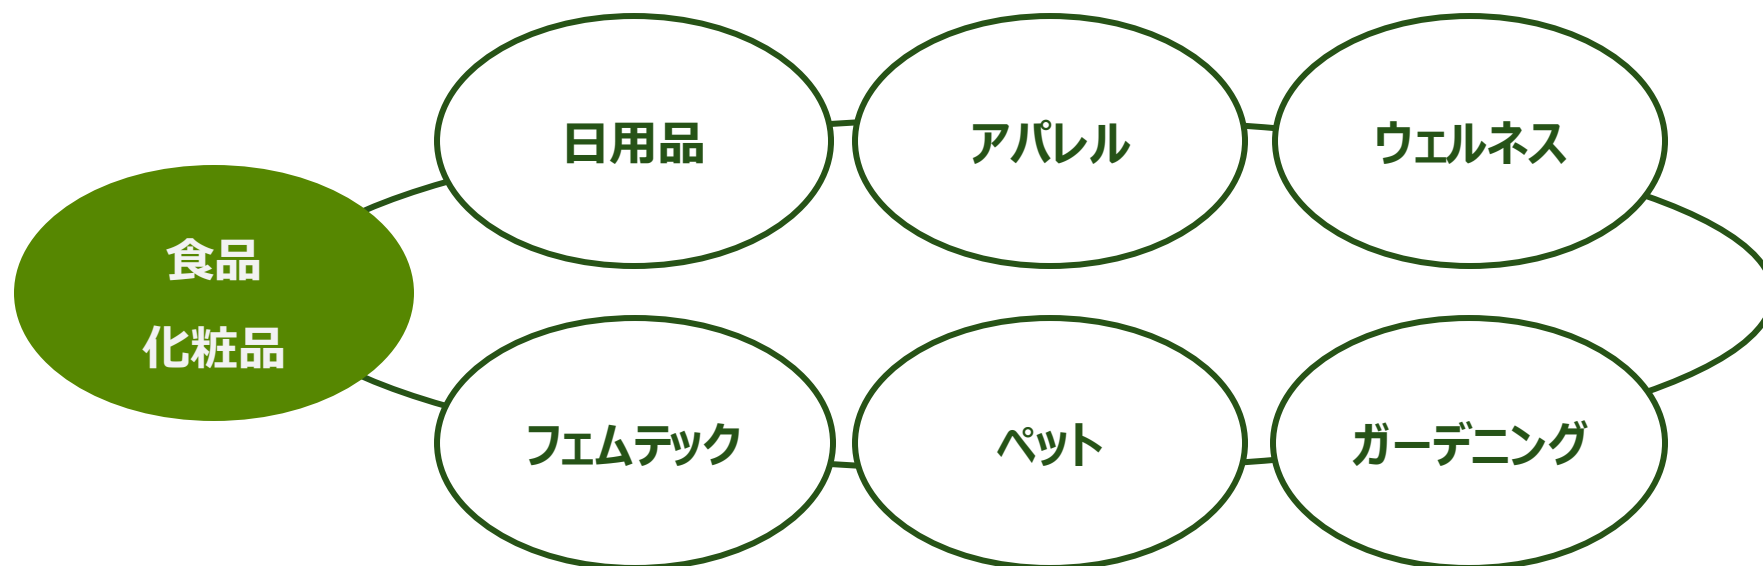 食品
化粧品
日用品
アパレル
ウェルネス
フェムテック
ペット
ガーデニング